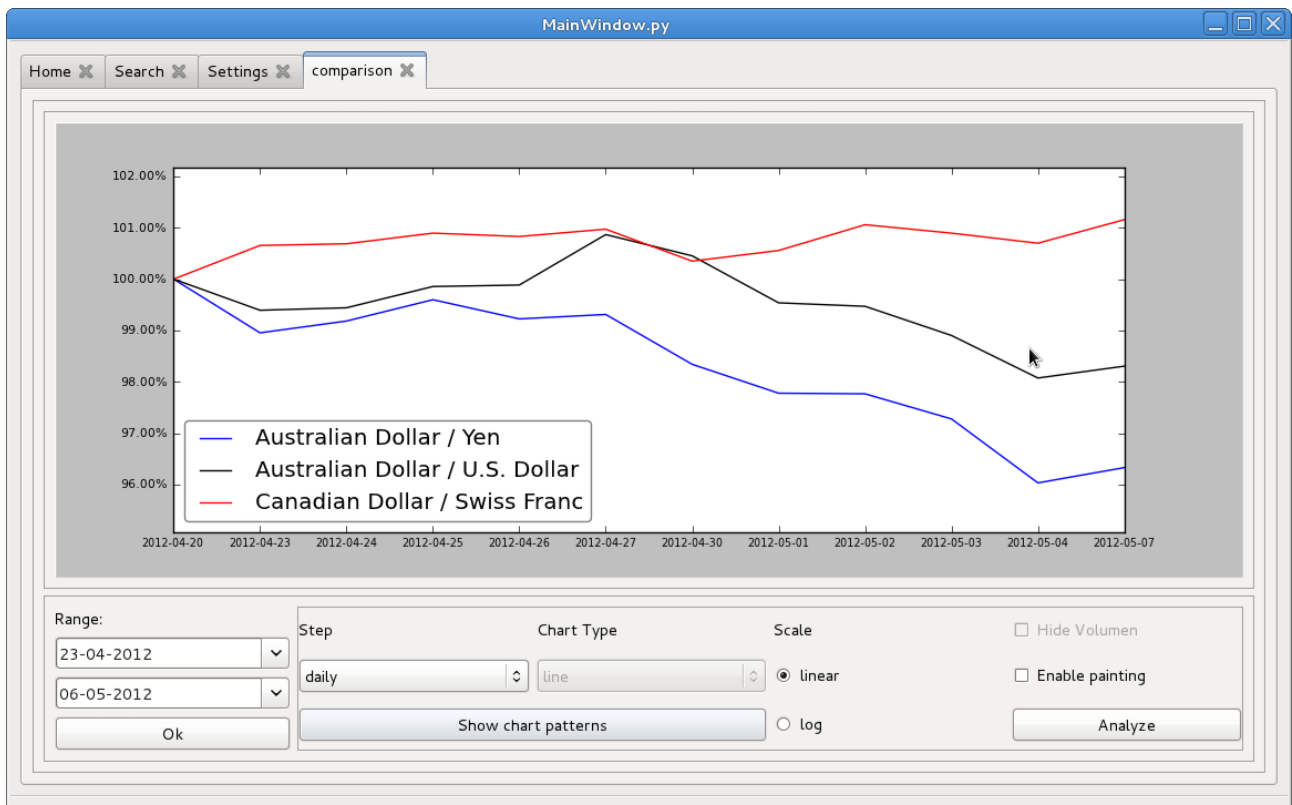 MainWindow.py
Home Search Settings comparison
102.00%
101.00%
100.00%
99.00%
98.00%
97.00%
96.00%
Australian Dollar / Yen
Australian Dollar / U.S. Dollar
Canadian Dollar / Swiss Franc
2012-04-20 2012-04-23 2012-04-24 2012-04-25 2012-04-26 2012-04-27 2012-04-30 2012-05-01 2012-05-02 2012-05-03 2012-05-04 2012-05-07
Range:
23-04-2012
06-05-2012
Ok
Step Chart Type Scale Hide Volumen
daily line linear Enable painting
Show chart patterns log Analyze